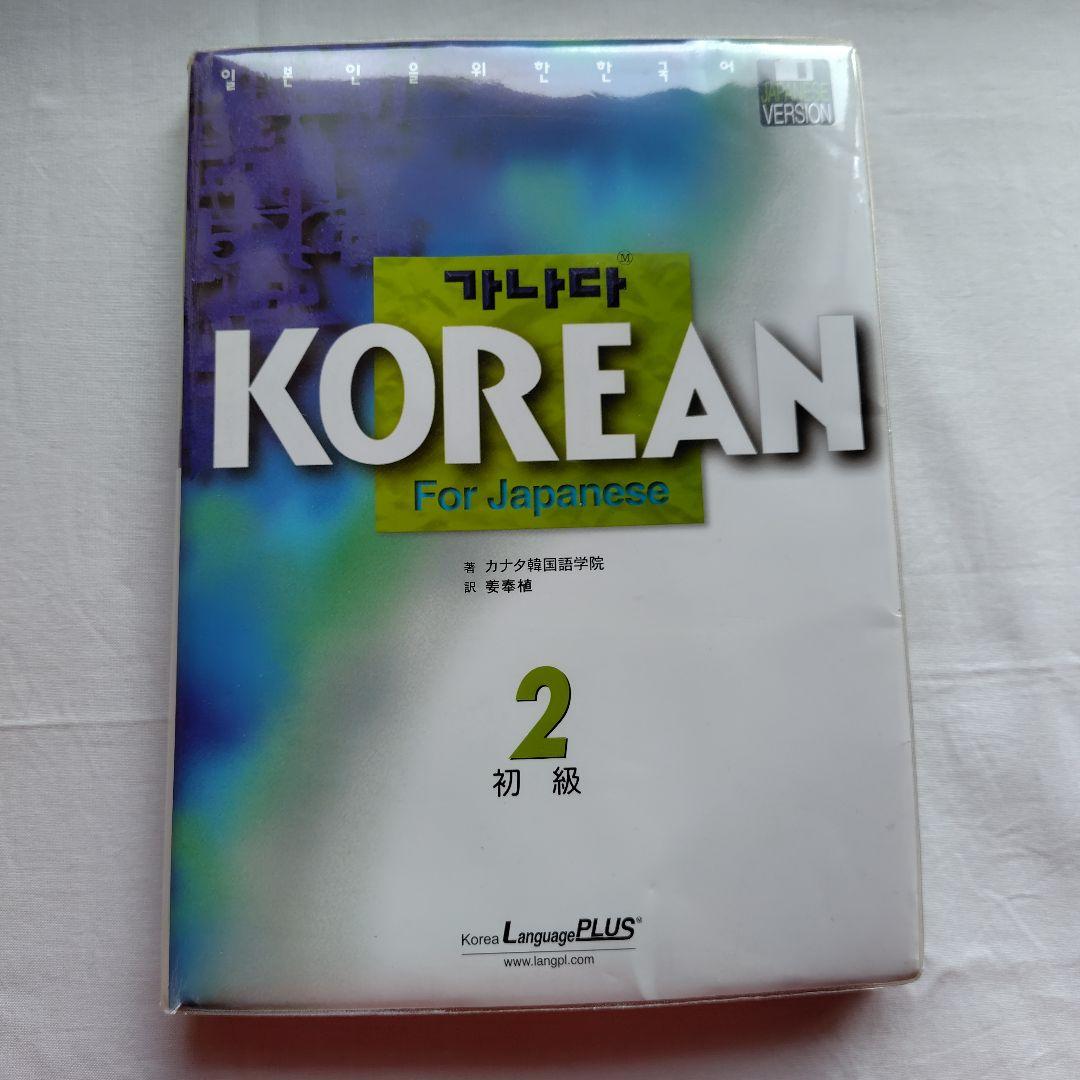 일본인을위한한국어
JAPANESE
VERSION
가나다 Ⓜ
KOREAN
For Japanese
著 カナタ韓国語学院
訳 姜奉植
2
初級
Korea LanguagePLUS
www.langpl.com